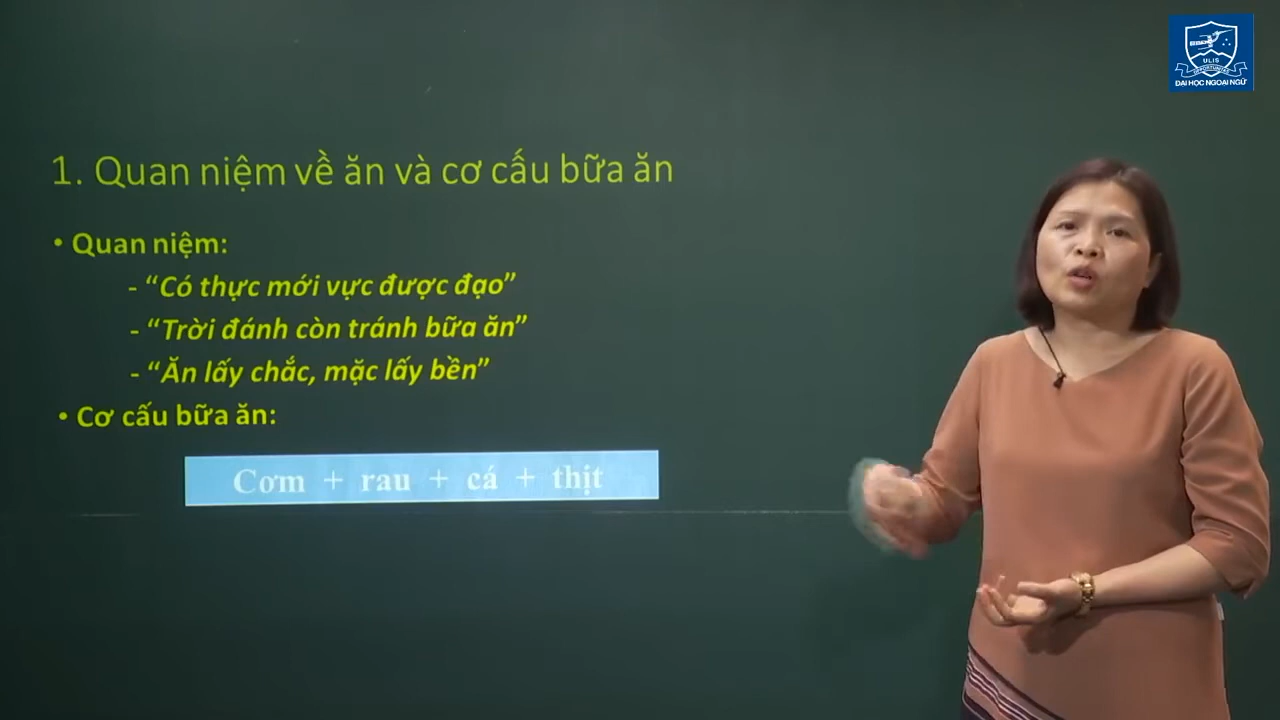 ULIS
ĐẠI HỌC NGOẠI NGỮ
1. Quan niệm về ăn và cơ cấu bữa ăn
• Quan niệm:
- “Có thực mới vực được đạo”
- “Trời đánh còn tránh bữa ăn”
- “Ăn lấy chắc, mặc lấy bền”
• Cơ cấu bữa ăn:
Cơm + rau + cá + thịt